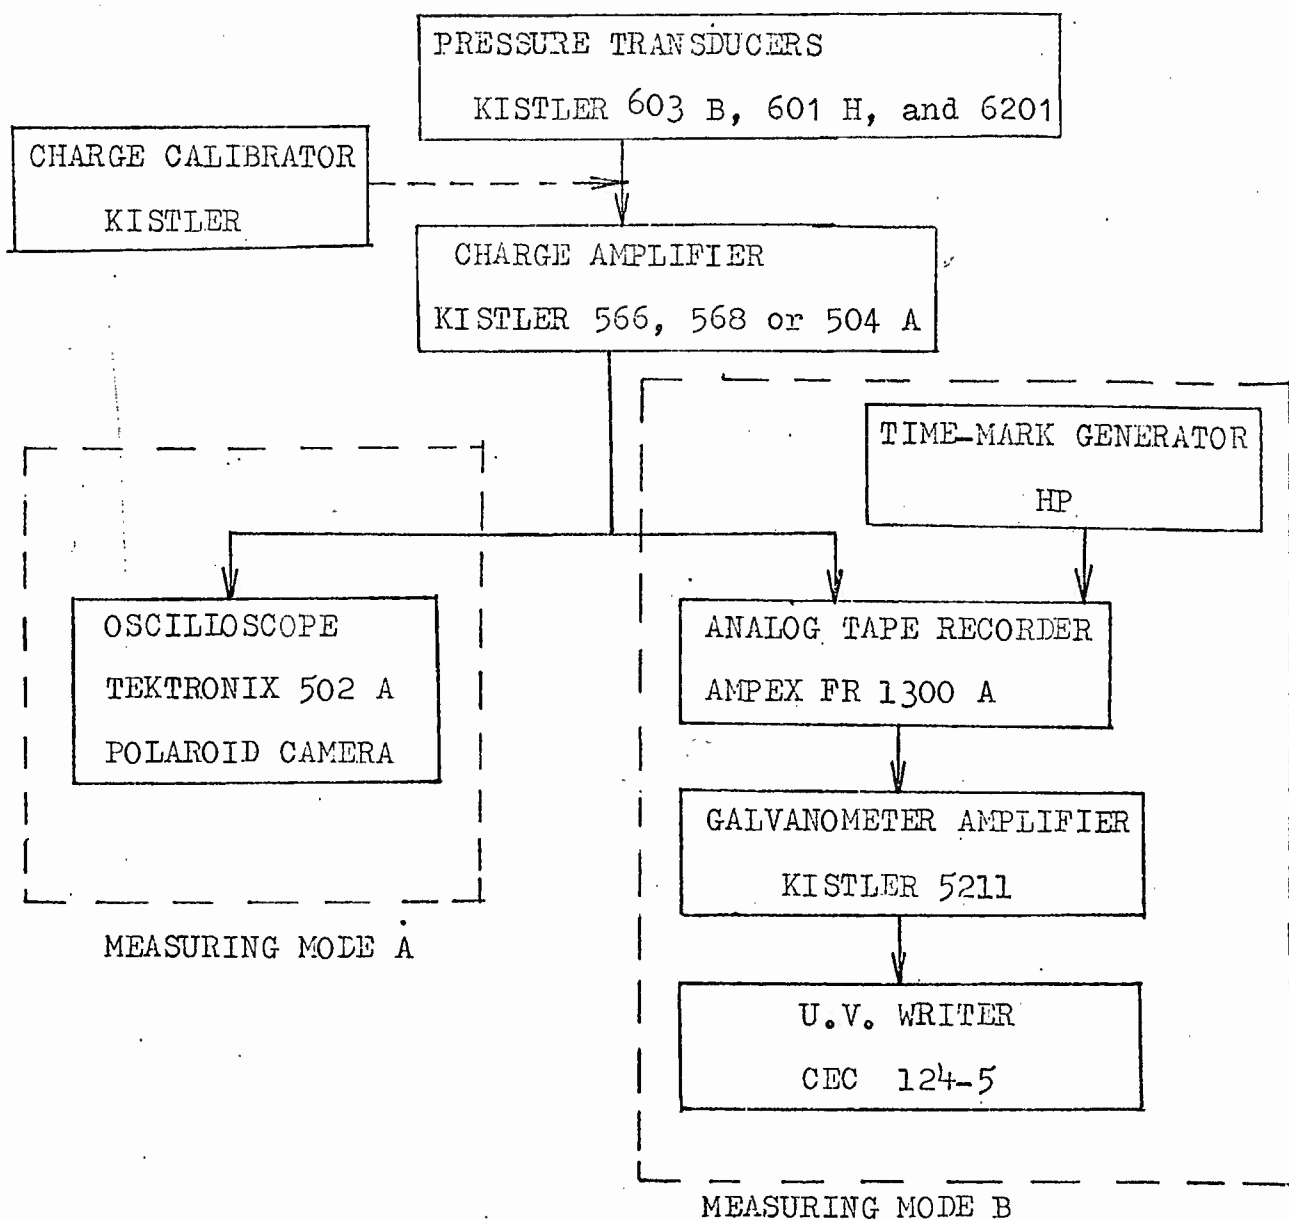 PRESSURE TRANSDUCERS
KISTLER 603 B, 601 H, and 6201
CHARGE CALIBRATOR
KISTLER
CHARGE AMPLIFIER
KISTLER 566, 568 or 504 A
TIME-MARK GENERATOR
HP
OSCILIOSCOPE
TEKTRONIX 502 A
POLAROID CAMERA
MEASURING MODE A
ANALOG TAPE RECORDER
AMPEX FR 1300 A
GALVANOMETER AMPLIFIER
KISTLER 5211
U.V. WRITER
CEC 124-5
MEASURING MODE B